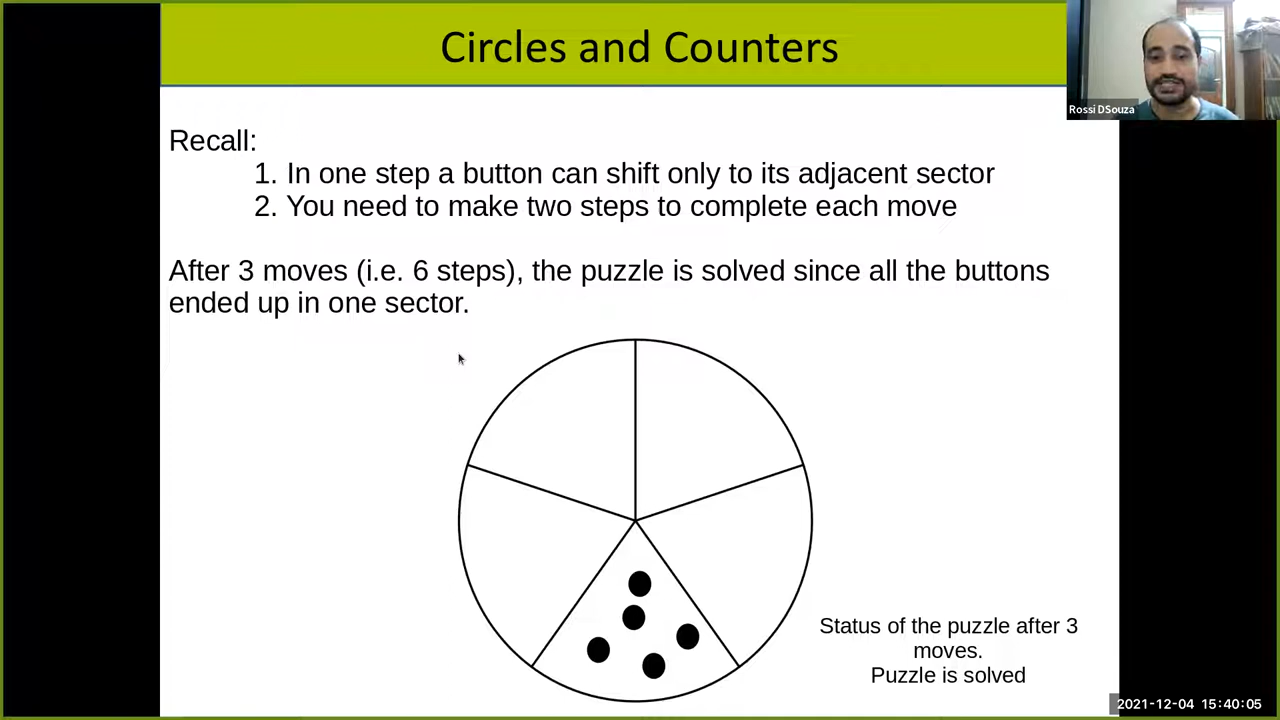 Circles and Counters
Rossi DSouza
Recall:
1. In one step a button can shift only to its adjacent sector
2. You need to make two steps to complete each move
After 3 moves (i.e. 6 steps), the puzzle is solved since all the buttons
ended up in one sector.
Status of the puzzle after 3
moves.
Puzzle is solved
2021-12-04 15:40:05